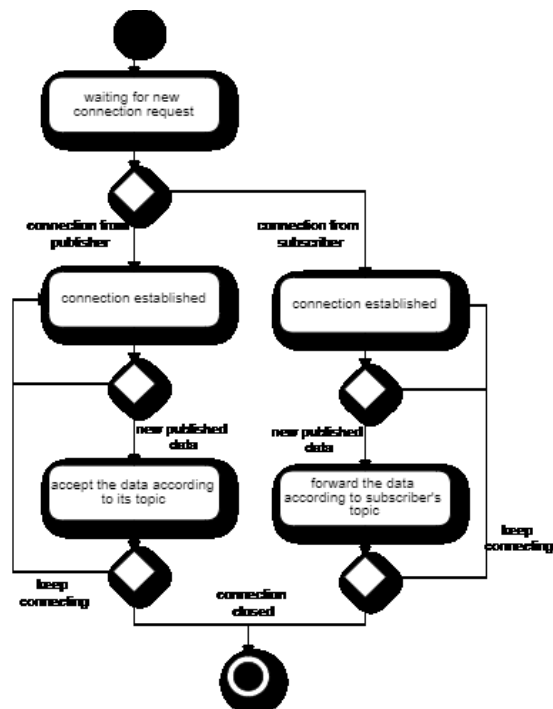 waiting for new
connection request
connection from
publisher
connection from
subscriber
connection established
connection established
new published
data
new published
data
accept the data according
to its topic
forward the data
according to subscriber's
topic
keep
connecting
keep
connecting
connection
closed